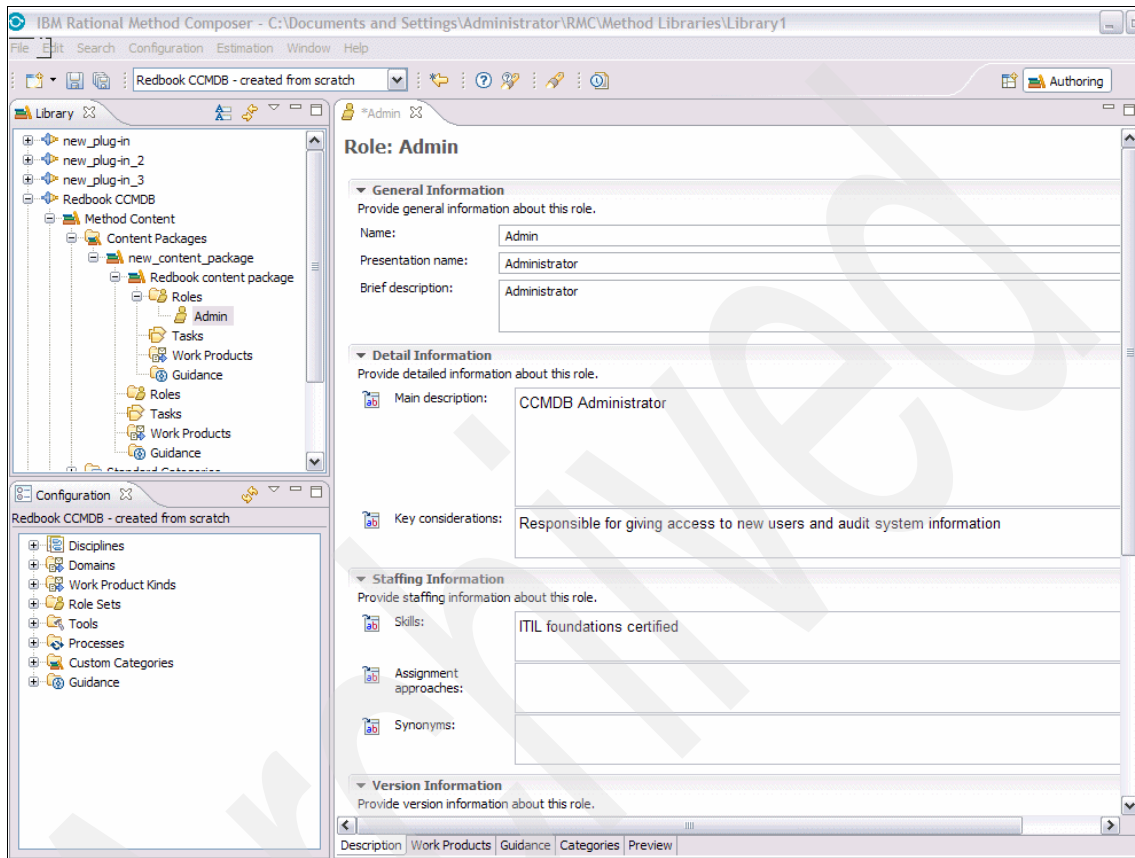 IBM Rational Method Composer - C:\Documents and Settings\Administrator\RMC\Method Libraries\Library1
File Edit Search Configuration Estimation Window Help
Redbook CCMDB - created from scratch
Authoring
Library
new_plug-in
new_plug-in_2
new_plug-in_3
Redbook CCMDB
Method Content
Content Packages
new_content_package
Redbook content package
Roles
Admin
Tasks
Work Products
Guidance
Roles
Tasks
Work Products
Guidance
Standard Categories
Configuration
Redbook CCMDB - created from scratch
Disciplines
Domains
Work Product Kinds
Role Sets
Tools
Processes
Custom Categories
Guidance
*Admin
Role: Admin
General Information
Provide general information about this role.
Name: Admin
Presentation name: Administrator
Brief description: Administrator
Detail Information
Provide detailed information about this role.
Main description: CCMDB Administrator
Key considerations: Responsible for giving access to new users and audit system information
Staffing Information
Provide staffing information about this role.
Skills: ITIL foundations certified
Assignment
approaches:
Synonyms:
Version Information
Provide version information about this role.
Description Work Products Guidance Categories Preview
Archived